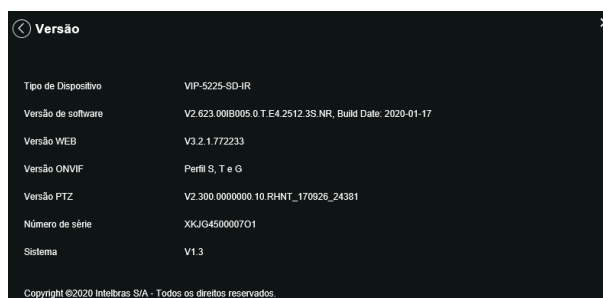 Versão
Tipo de Dispositivo VIP-5225-SD-IR
Versão de software V2.623.00IB005.0.T.E4.2512.3S.NR, Build Date: 2020-01-17
Versão WEB V3.2.1.772233
Versão ONVIF Perfil S, T e G
Versão PTZ V2.300.0000000.10.RHNT_170926_24381
Número de série XKJG4500007O1
Sistema V1.3
Copyright ©2020 Intelbras S/A - Todos os direitos reservados.